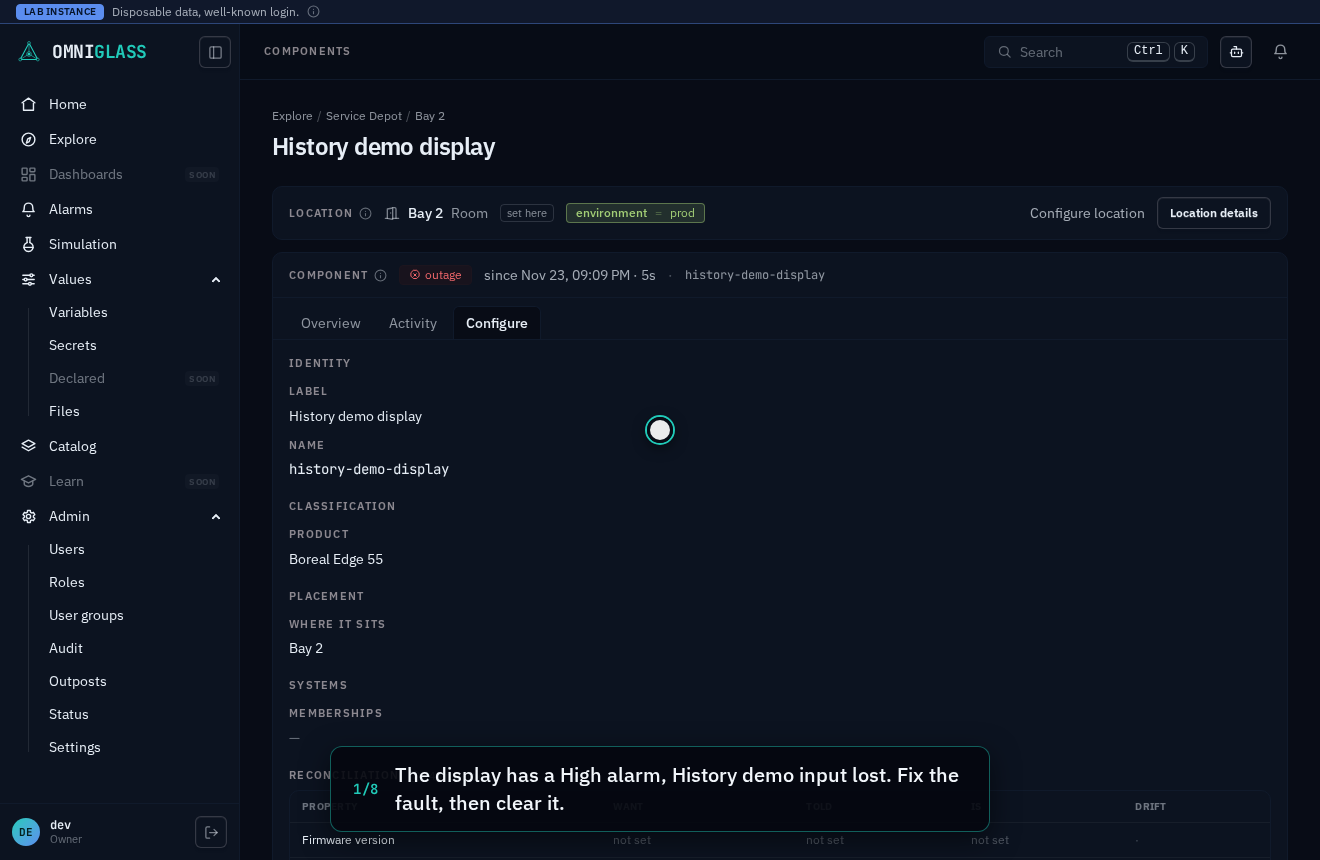 LAB INSTANCE Disposable data, well-known login.
OMNIGLASS
COMPONENTS
Search Ctrl K
Home
Explore
Dashboards SOON
Alarms
Simulation
Values
Variables
Secrets
Declared SOON
Files
Catalog
Learn SOON
Admin
Users
Roles
User groups
Audit
Outposts
Status
Settings
DE dev
Owner
Explore / Service Depot / Bay 2
History demo display
LOCATION Bay 2 Room set here environment = prod Configure location Location details
COMPONENT outage since Nov 23, 09:09 PM · 5s · history-demo-display
Overview Activity Configure
IDENTITY
LABEL
History demo display
NAME
history-demo-display
CLASSIFICATION
PRODUCT
Boreal Edge 55
PLACEMENT
WHERE IT SITS
Bay 2
SYSTEMS
MEMBERSHIPS
—
RECONCILIATION
PROPERTY WANT TOLD IS DRIFT
Firmware version not set not set not set ·
1/8 The display has a High alarm, History demo input lost. Fix the
fault, then clear it.